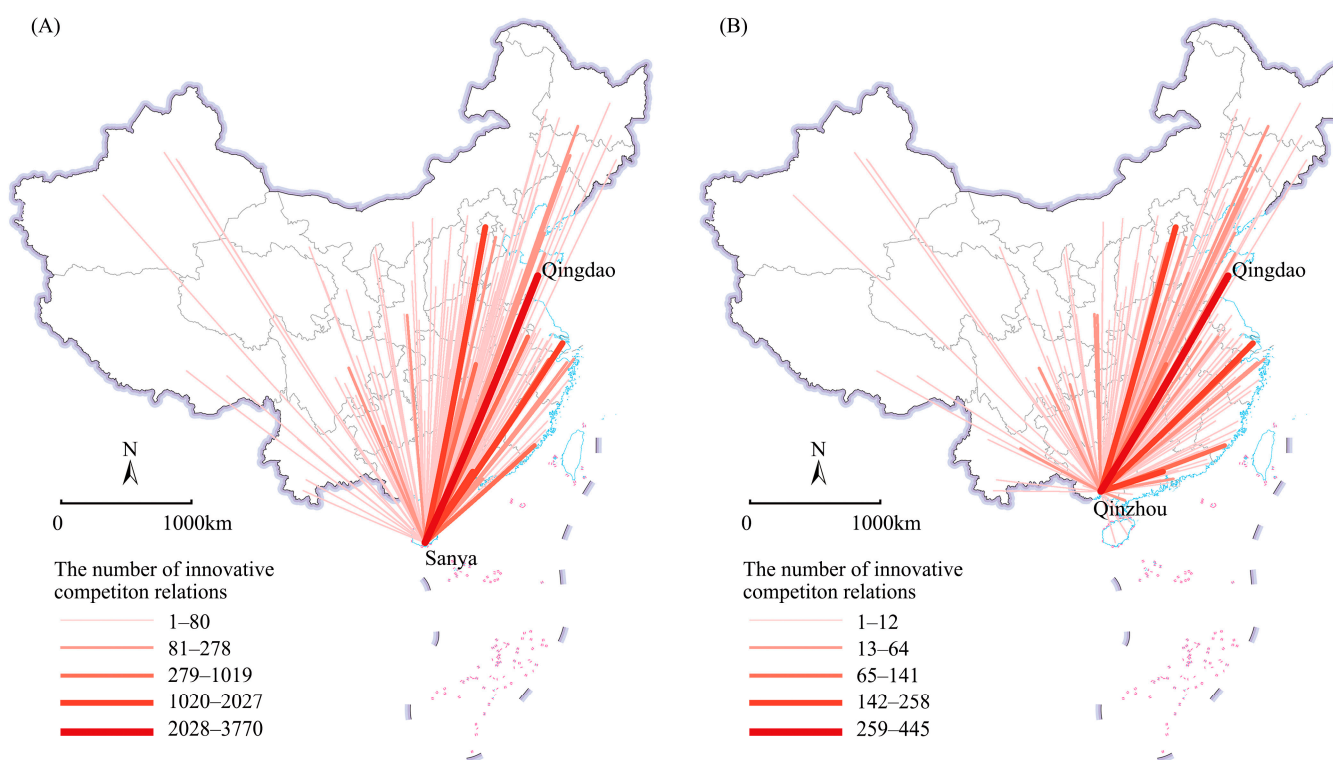 (A)
Qingdao
N
0 1000km
Sanya
The number of innovative
competiton relations
1–80
81–278
279–1019
1020–2027
2028–3770
(B)
Qingdao
N
0 1000km
Qinzhou
The number of innovative
competiton relations
1–12
13–64
65–141
142–258
259–445